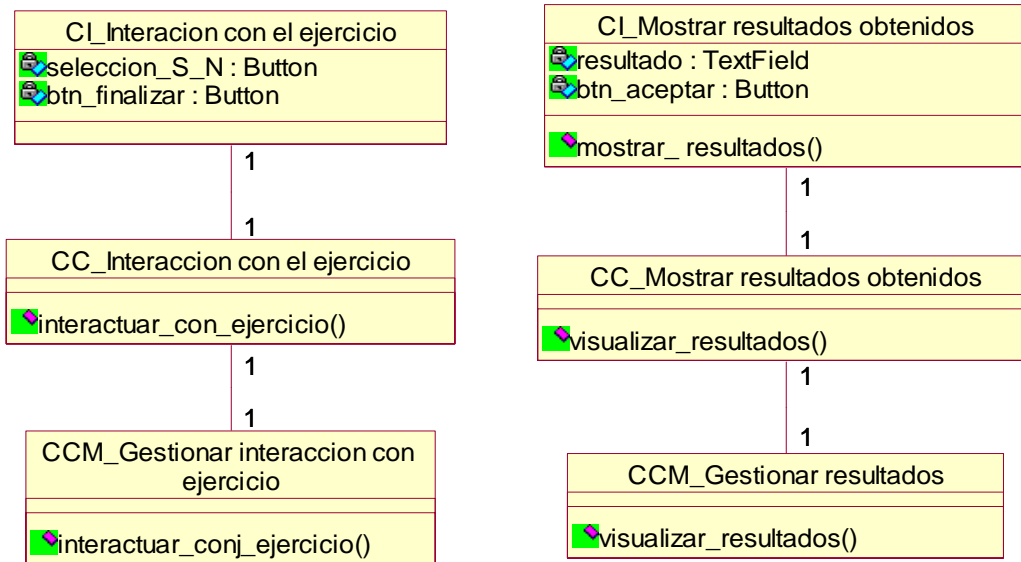 CI_Interacion con el ejercicio
seleccion_S_N : Button
btn_finalizar : Button
1
1
CC_Interaccion con el ejercicio
interactuar_con_ejercicio()
1
1
CCM_Gestionar interaccion con
ejercicio
interactuar_conj_ejercicio()
CI_Mostrar resultados obtenidos
resultado : TextField
btn_aceptar : Button
mostrar_ resultados()
1
1
CC_Mostrar resultados obtenidos
visualizar_resultados()
1
1
CCM_Gestionar resultados
visualizar_resultados()